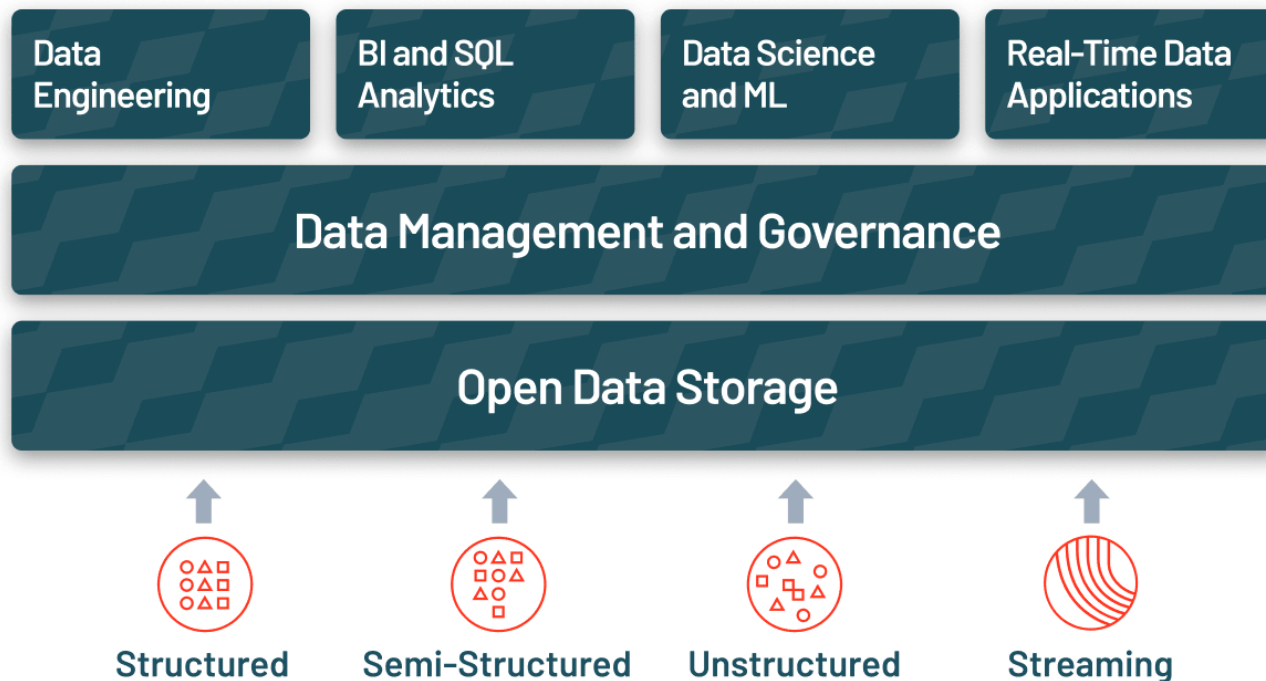 Data
Engineering
BI and SQL
Analytics
Data Science
and ML
Real-Time Data
Applications
Data Management and Governance
Open Data Storage
Structured
Semi-Structured
Unstructured
Streaming